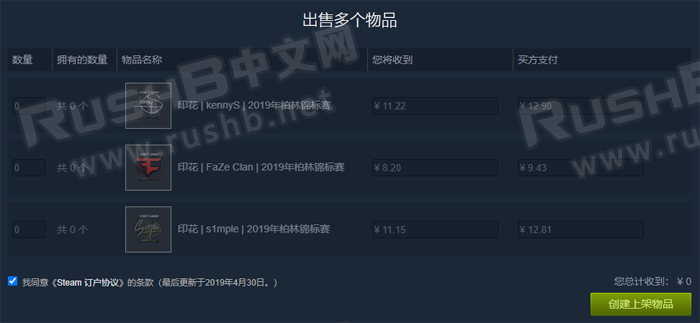 出售多个物品
数量 拥有的数量 物品名称 您将收到 买方支付
0 共 0 个 印花 | kennyS | 2019年柏林锦标赛 ¥ 11.22 ¥ 12.90
0 共 0 个 印花 | FaZe Clan | 2019年柏林锦标赛 ¥ 8.20 ¥ 9.43
0 共 0 个 印花 | s1mple | 2019年柏林锦标赛 ¥ 11.15 ¥ 12.81
我同意《Steam 订户协议》的条款（最后更新于2019年4月30日。）
您总计收到： ¥ 0
创建上架物品
RUSHB中文网
www.rushb.net
RUSHB
www.rushb